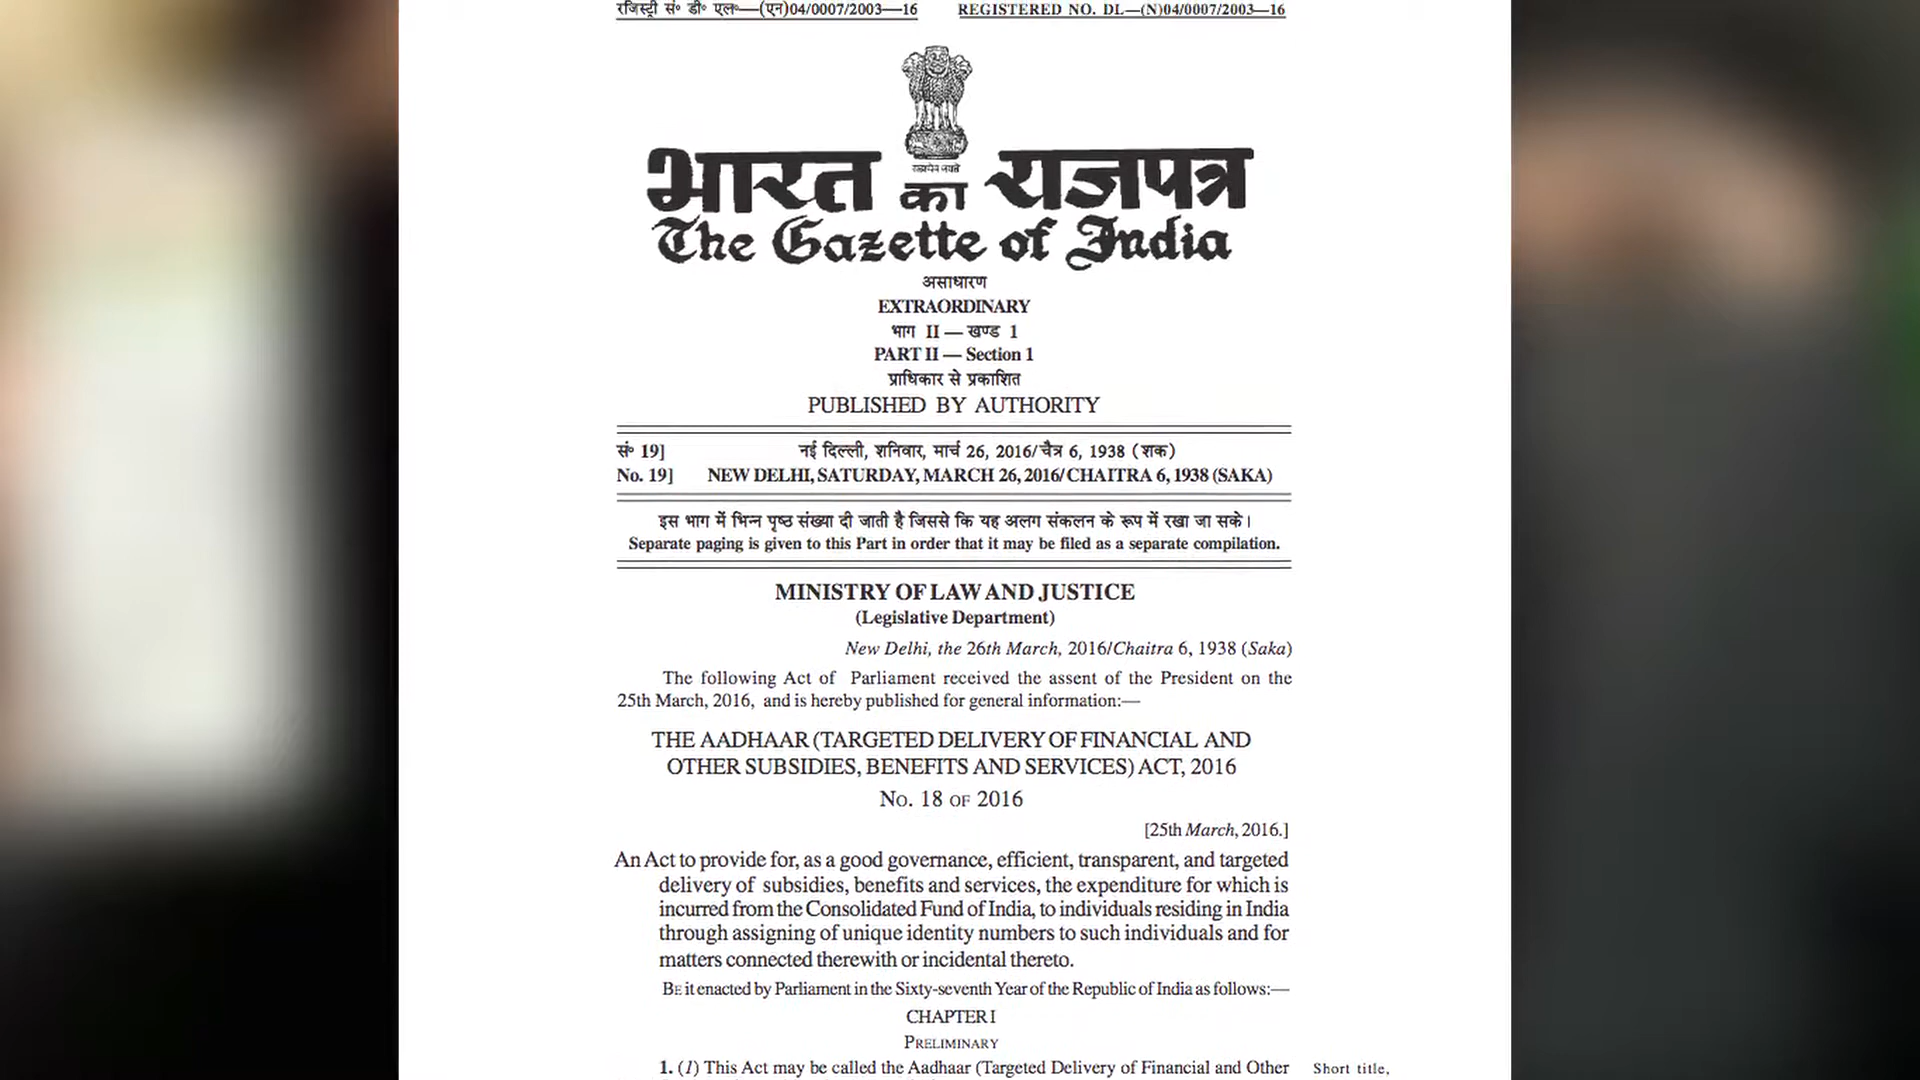 रजिस्ट्री सं० डी० एल०—(एन)04/0007/2003—16 REGISTERED NO. DL—(N)04/0007/2003—16
सत्यमेव जयते
भारत का राजपत्र
The Gazette of India
असाधारण
EXTRAORDINARY
भाग II — खण्ड 1
PART II — Section 1
प्राधिकार से प्रकाशित
PUBLISHED BY AUTHORITY
सं० 19] नई दिल्ली, शनिवार, मार्च 26, 2016/चैत्र 6, 1938 (शक)
No. 19] NEW DELHI, SATURDAY, MARCH 26, 2016/ CHAITRA 6, 1938 (SAKA)
इस भाग में भिन्न पृष्ठ संख्या दी जाती है जिससे कि यह अलग संकलन के रूप में रखा जा सके।
Separate paging is given to this Part in order that it may be filed as a separate compilation.
MINISTRY OF LAW AND JUSTICE
(Legislative Department)
New Delhi, the 26th March, 2016/Chaitra 6, 1938 (Saka)
The following Act of Parliament received the assent of the President on the
25th March, 2016, and is hereby published for general information:—
THE AADHAAR (TARGETED DELIVERY OF FINANCIAL AND
OTHER SUBSIDIES, BENEFITS AND SERVICES) ACT, 2016
NO. 18 OF 2016
[25th March, 2016.]
An Act to provide for, as a good governance, efficient, transparent, and targeted
delivery of subsidies, benefits and services, the expenditure for which is
incurred from the Consolidated Fund of India, to individuals residing in India
through assigning of unique identity numbers to such individuals and for
matters connected therewith or incidental thereto.
BE it enacted by Parliament in the Sixty-seventh Year of the Republic of India as follows:—
CHAPTER I
PRELIMINARY
1. (1) This Act may be called the Aadhaar (Targeted Delivery of Financial and Other Short title,